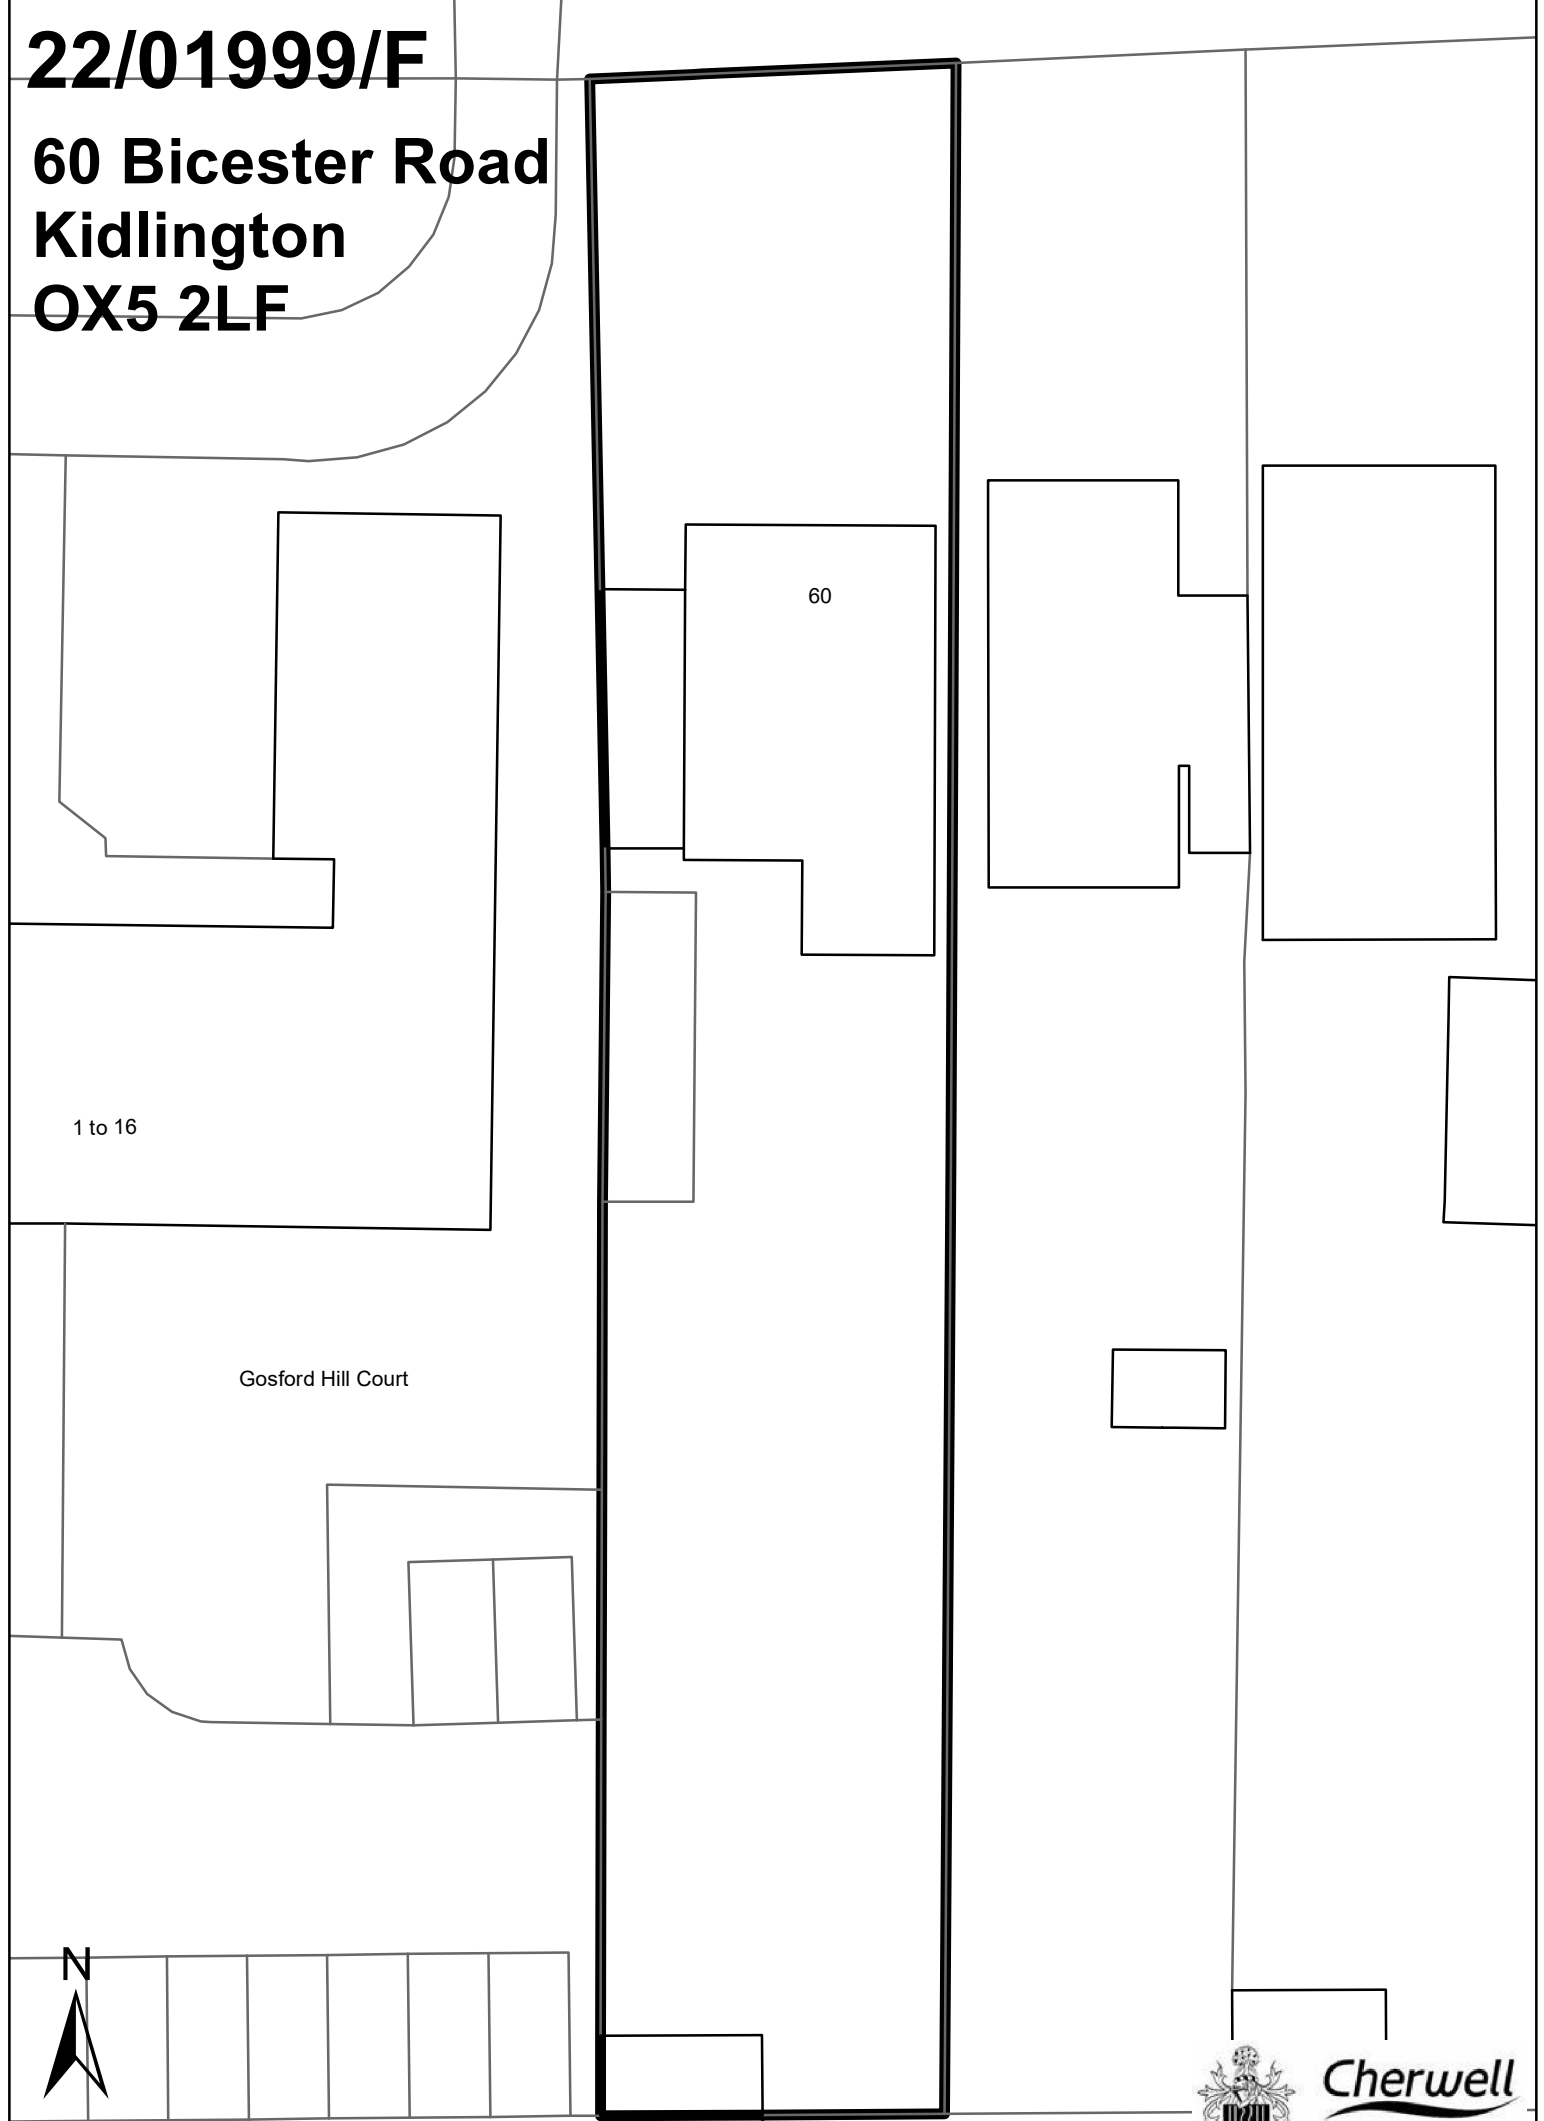 22/01999/F
60 Bicester Road
Kidlington
OX5 2LF
60
1 to 16
Gosford Hill Court
N
Cherwell